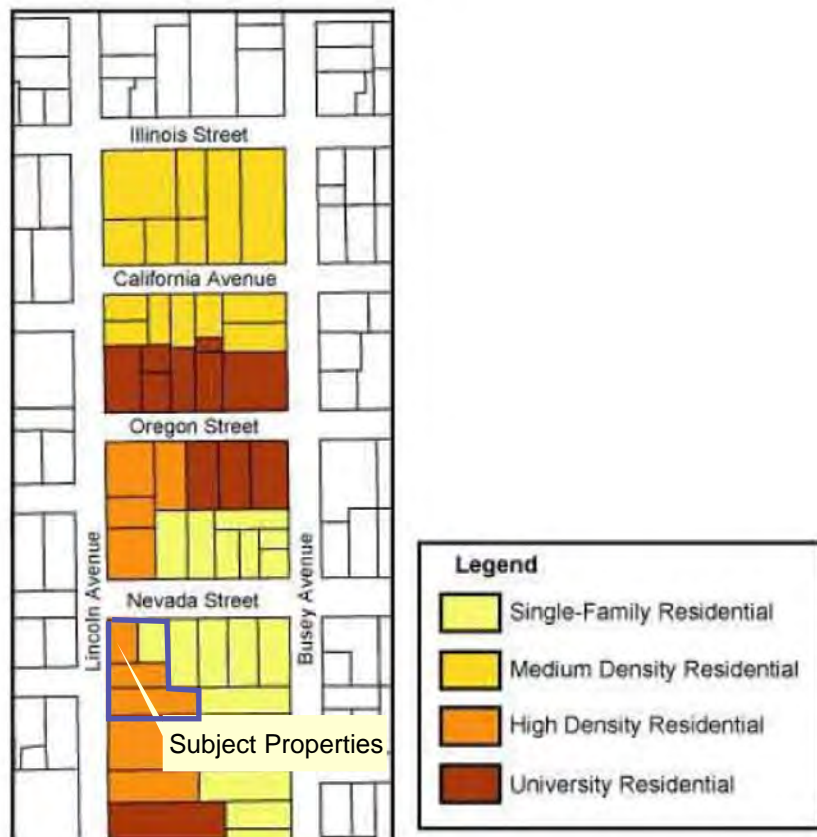 Illinois Street
California Avenue
Oregon Street
Lincoln Avenue
Busey Avenue
Nevada Street
Subject Properties
Legend
Single-Family Residential
Medium Density Residential
High Density Residential
University Residential